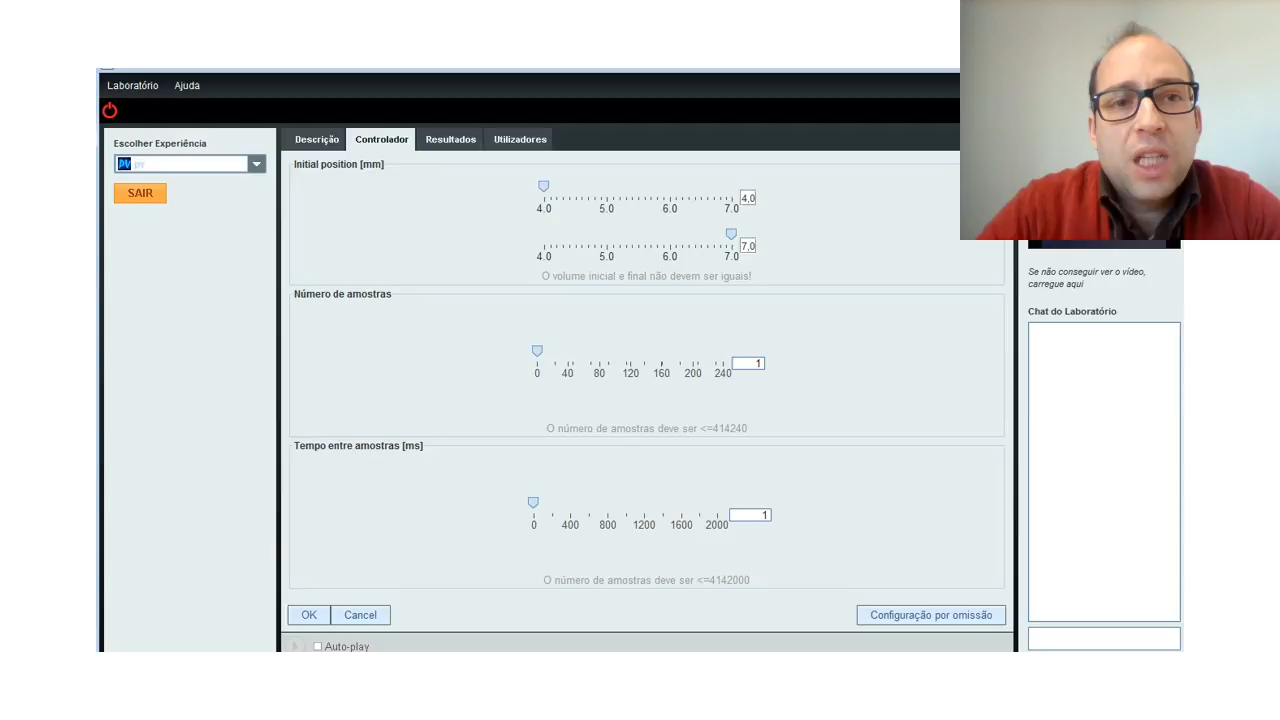 Laboratório Ajuda
Escolher Experiência
pv pv
SAIR
Descrição Controlador Resultados Utilizadores
Initial position [mm]
4.0 5.0 6.0 7.0 4,0
4.0 5.0 6.0 7.0 7,0
O volume inicial e final não devem ser iguais!
Número de amostras
1
0 40 80 120 160 200 240
O número de amostras deve ser <=414240
Tempo entre amostras [ms]
1
0 400 800 1200 1600 2000
O número de amostras deve ser <=4142000
OK Cancel Configuração por omissão
Auto-play
Se não conseguir ver o vídeo,
carregue aqui
Chat do Laboratório